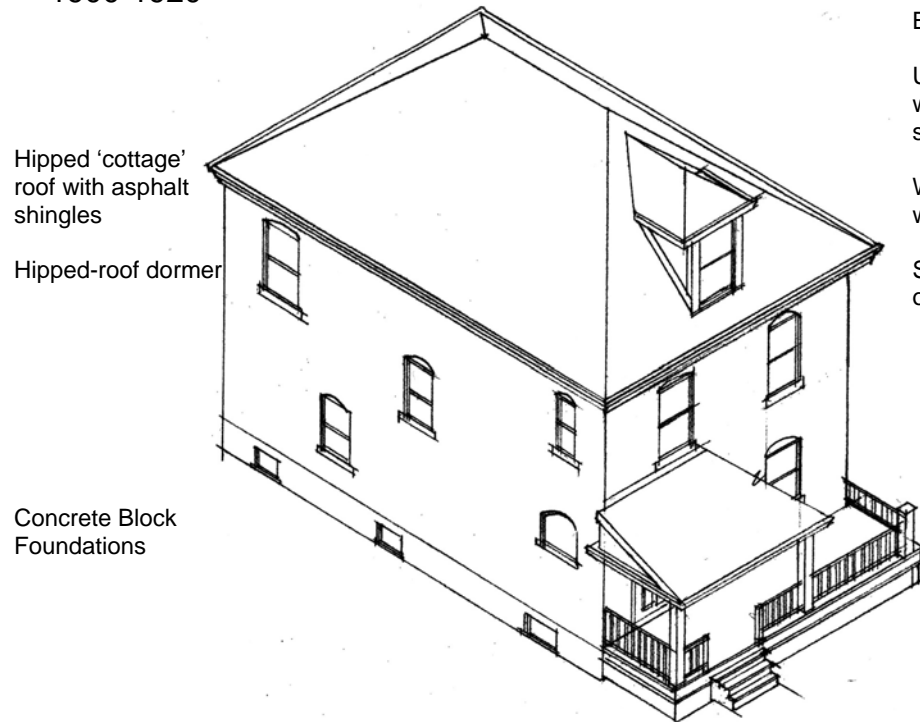 Hipped ‘cottage’
roof with asphalt
shingles
Hipped-roof dormer
Concrete Block
Foundations